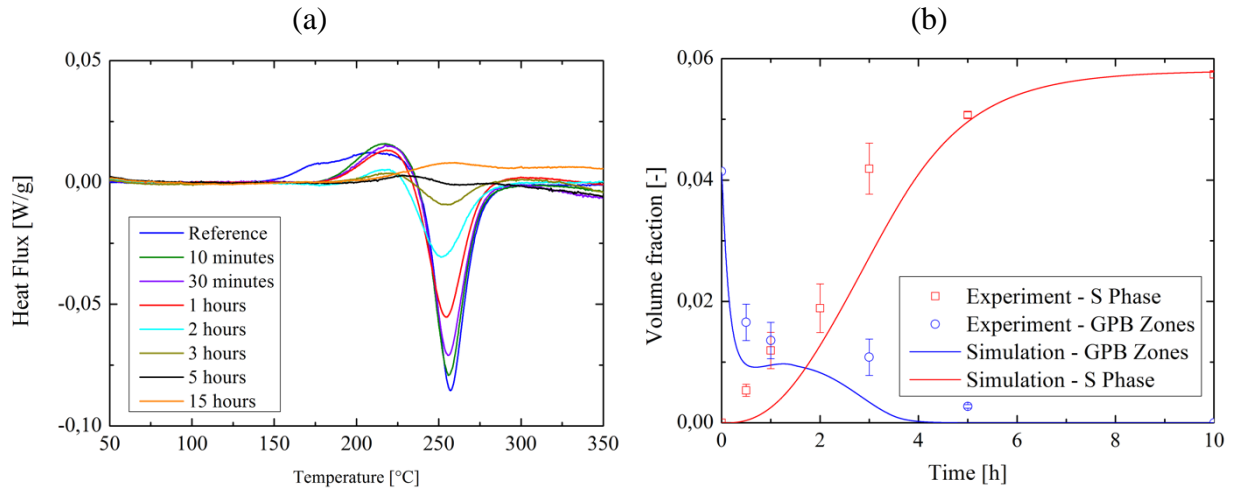 (a)
0,05
0,00
-0,05
-0,10
Heat Flux [W/g]
Reference
10 minutes
30 minutes
1 hours
2 hours
3 hours
5 hours
15 hours
50 100 150 200 250 300 350
Temperature [°C]
(b)
0,06
0,04
0,02
0,00
Volume fraction [-]
Experiment - S Phase
Experiment - GPB Zones
Simulation - GPB Zones
Simulation - S Phase
0 2 4 6 8 10
Time [h]